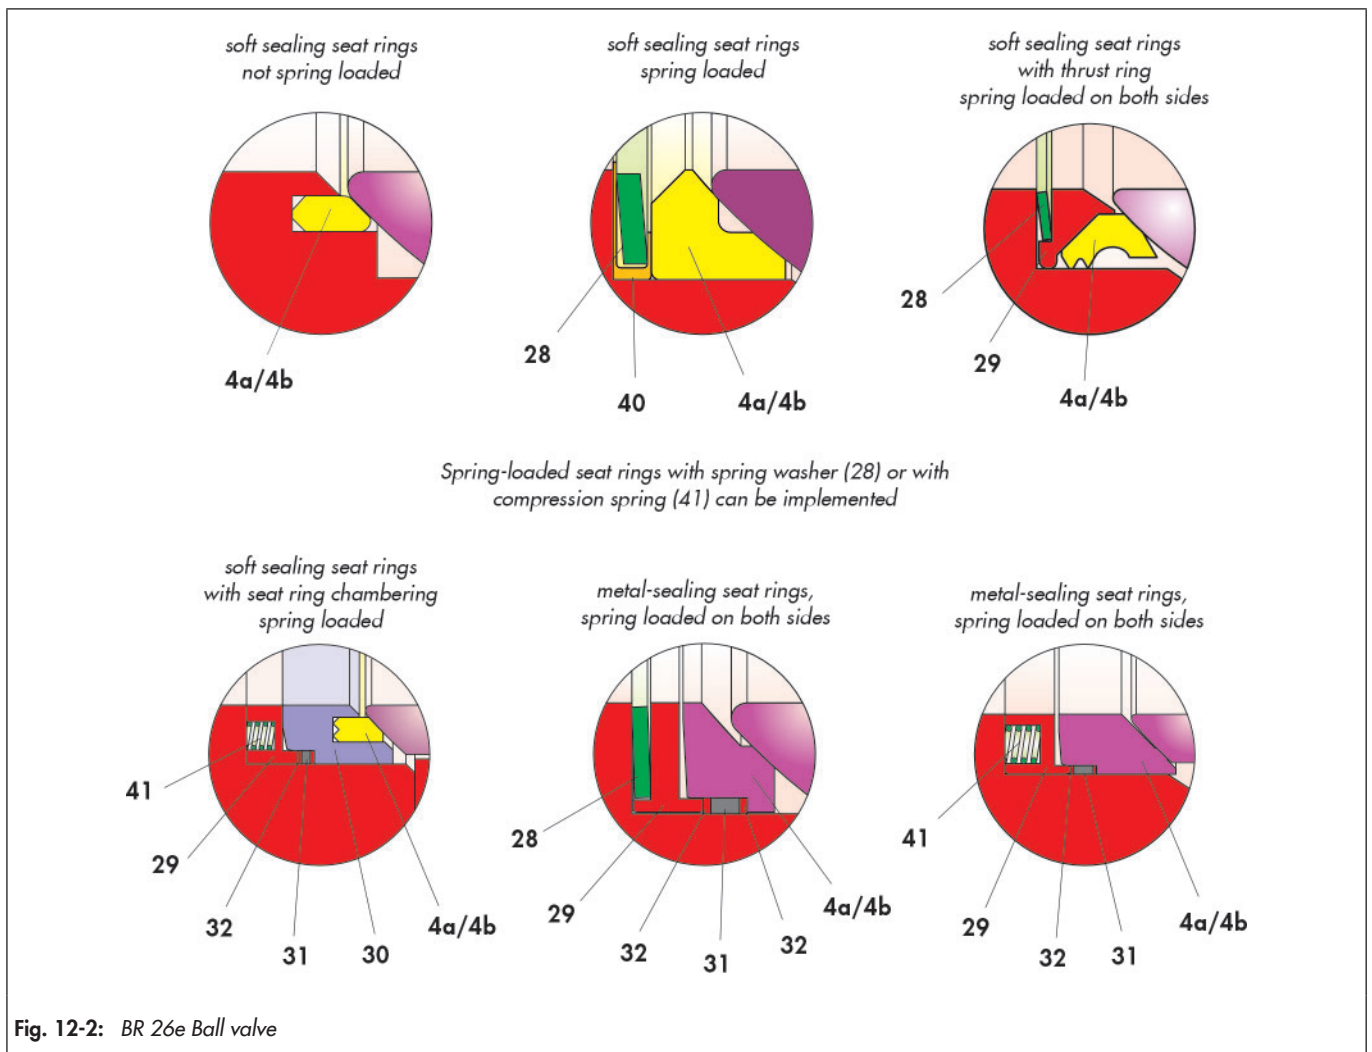 soft sealing seat rings
not spring loaded
soft sealing seat rings
spring loaded
soft sealing seat rings
with thrust ring
spring loaded on both sides
4a/4b
28
40
4a/4b
28
29
4a/4b
Spring-loaded seat rings with spring washer (28) or with
compression spring (41) can be implemented
soft sealing seat rings
with seat ring chambering
spring loaded
metal-sealing seat rings,
spring loaded on both sides
metal-sealing seat rings,
spring loaded on both sides
41
29
32
31
30
4a/4b
28
29
32
31
32
4a/4b
41
29
32
31
4a/4b
Fig. 12-2: BR 26e Ball valve